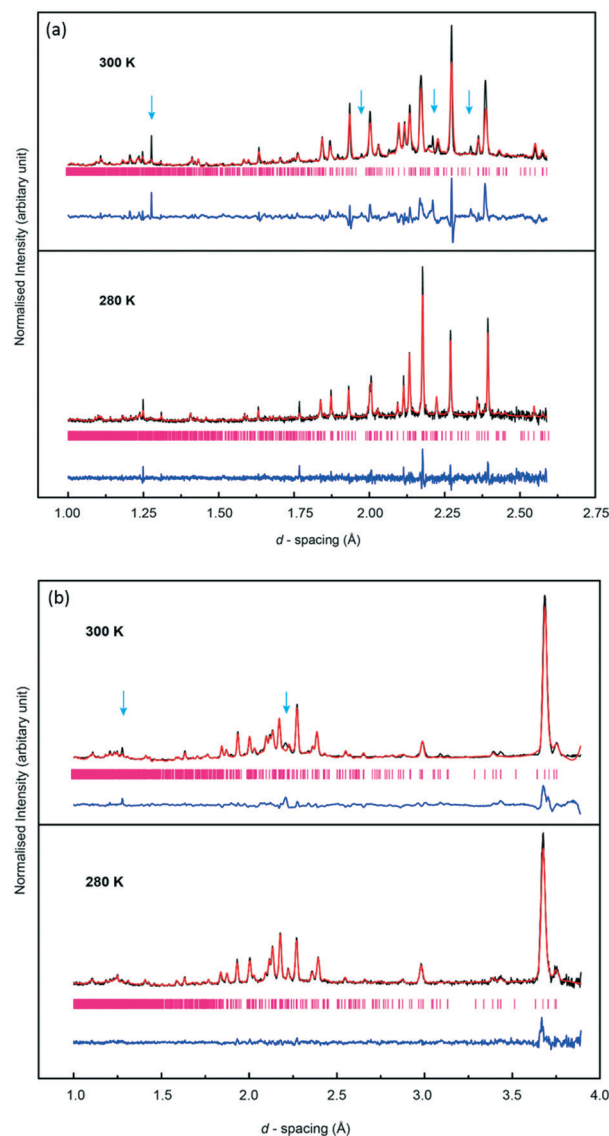 (a)
300 K
280 K
Normalised Intensity (arbitary unit)
1.00 1.25 1.50 1.75 2.00 2.25 2.50 2.75
d - spacing (Å)
(b)
300 K
280 K
Normalised Intensity (arbitary unit)
1.0 1.5 2.0 2.5 3.0 3.5 4.0
d - spacing (Å)